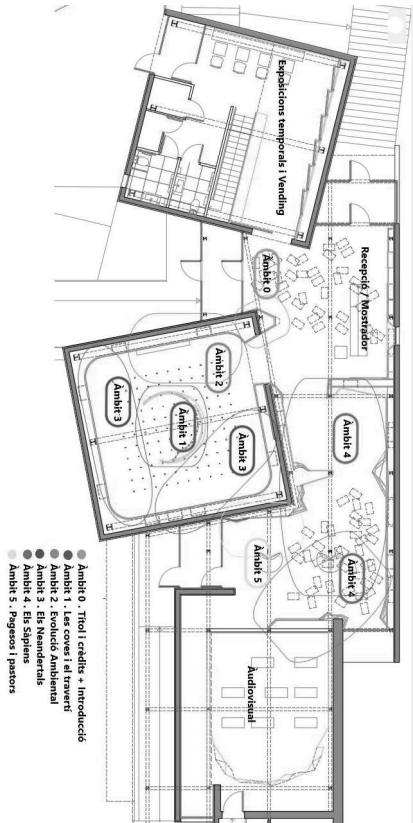 Exposicions temporals i Vending
Recepció / Mostrador
Àmbit 0
Àmbit 2
Àmbit 3
Àmbit 1
Àmbit 3
Àmbit 4
Àmbit 4
Àmbit 5
Àudiovisual
Àmbit 0 . Títol i crèdits + Introducció
Àmbit 1 . Les coves i el travertí
Àmbit 2 . Evolució Ambiental
Àmbit 3 . Els Neandertals
Àmbit 4 . Els Sàpiens
Àmbit 5 . Pagesos i pastors